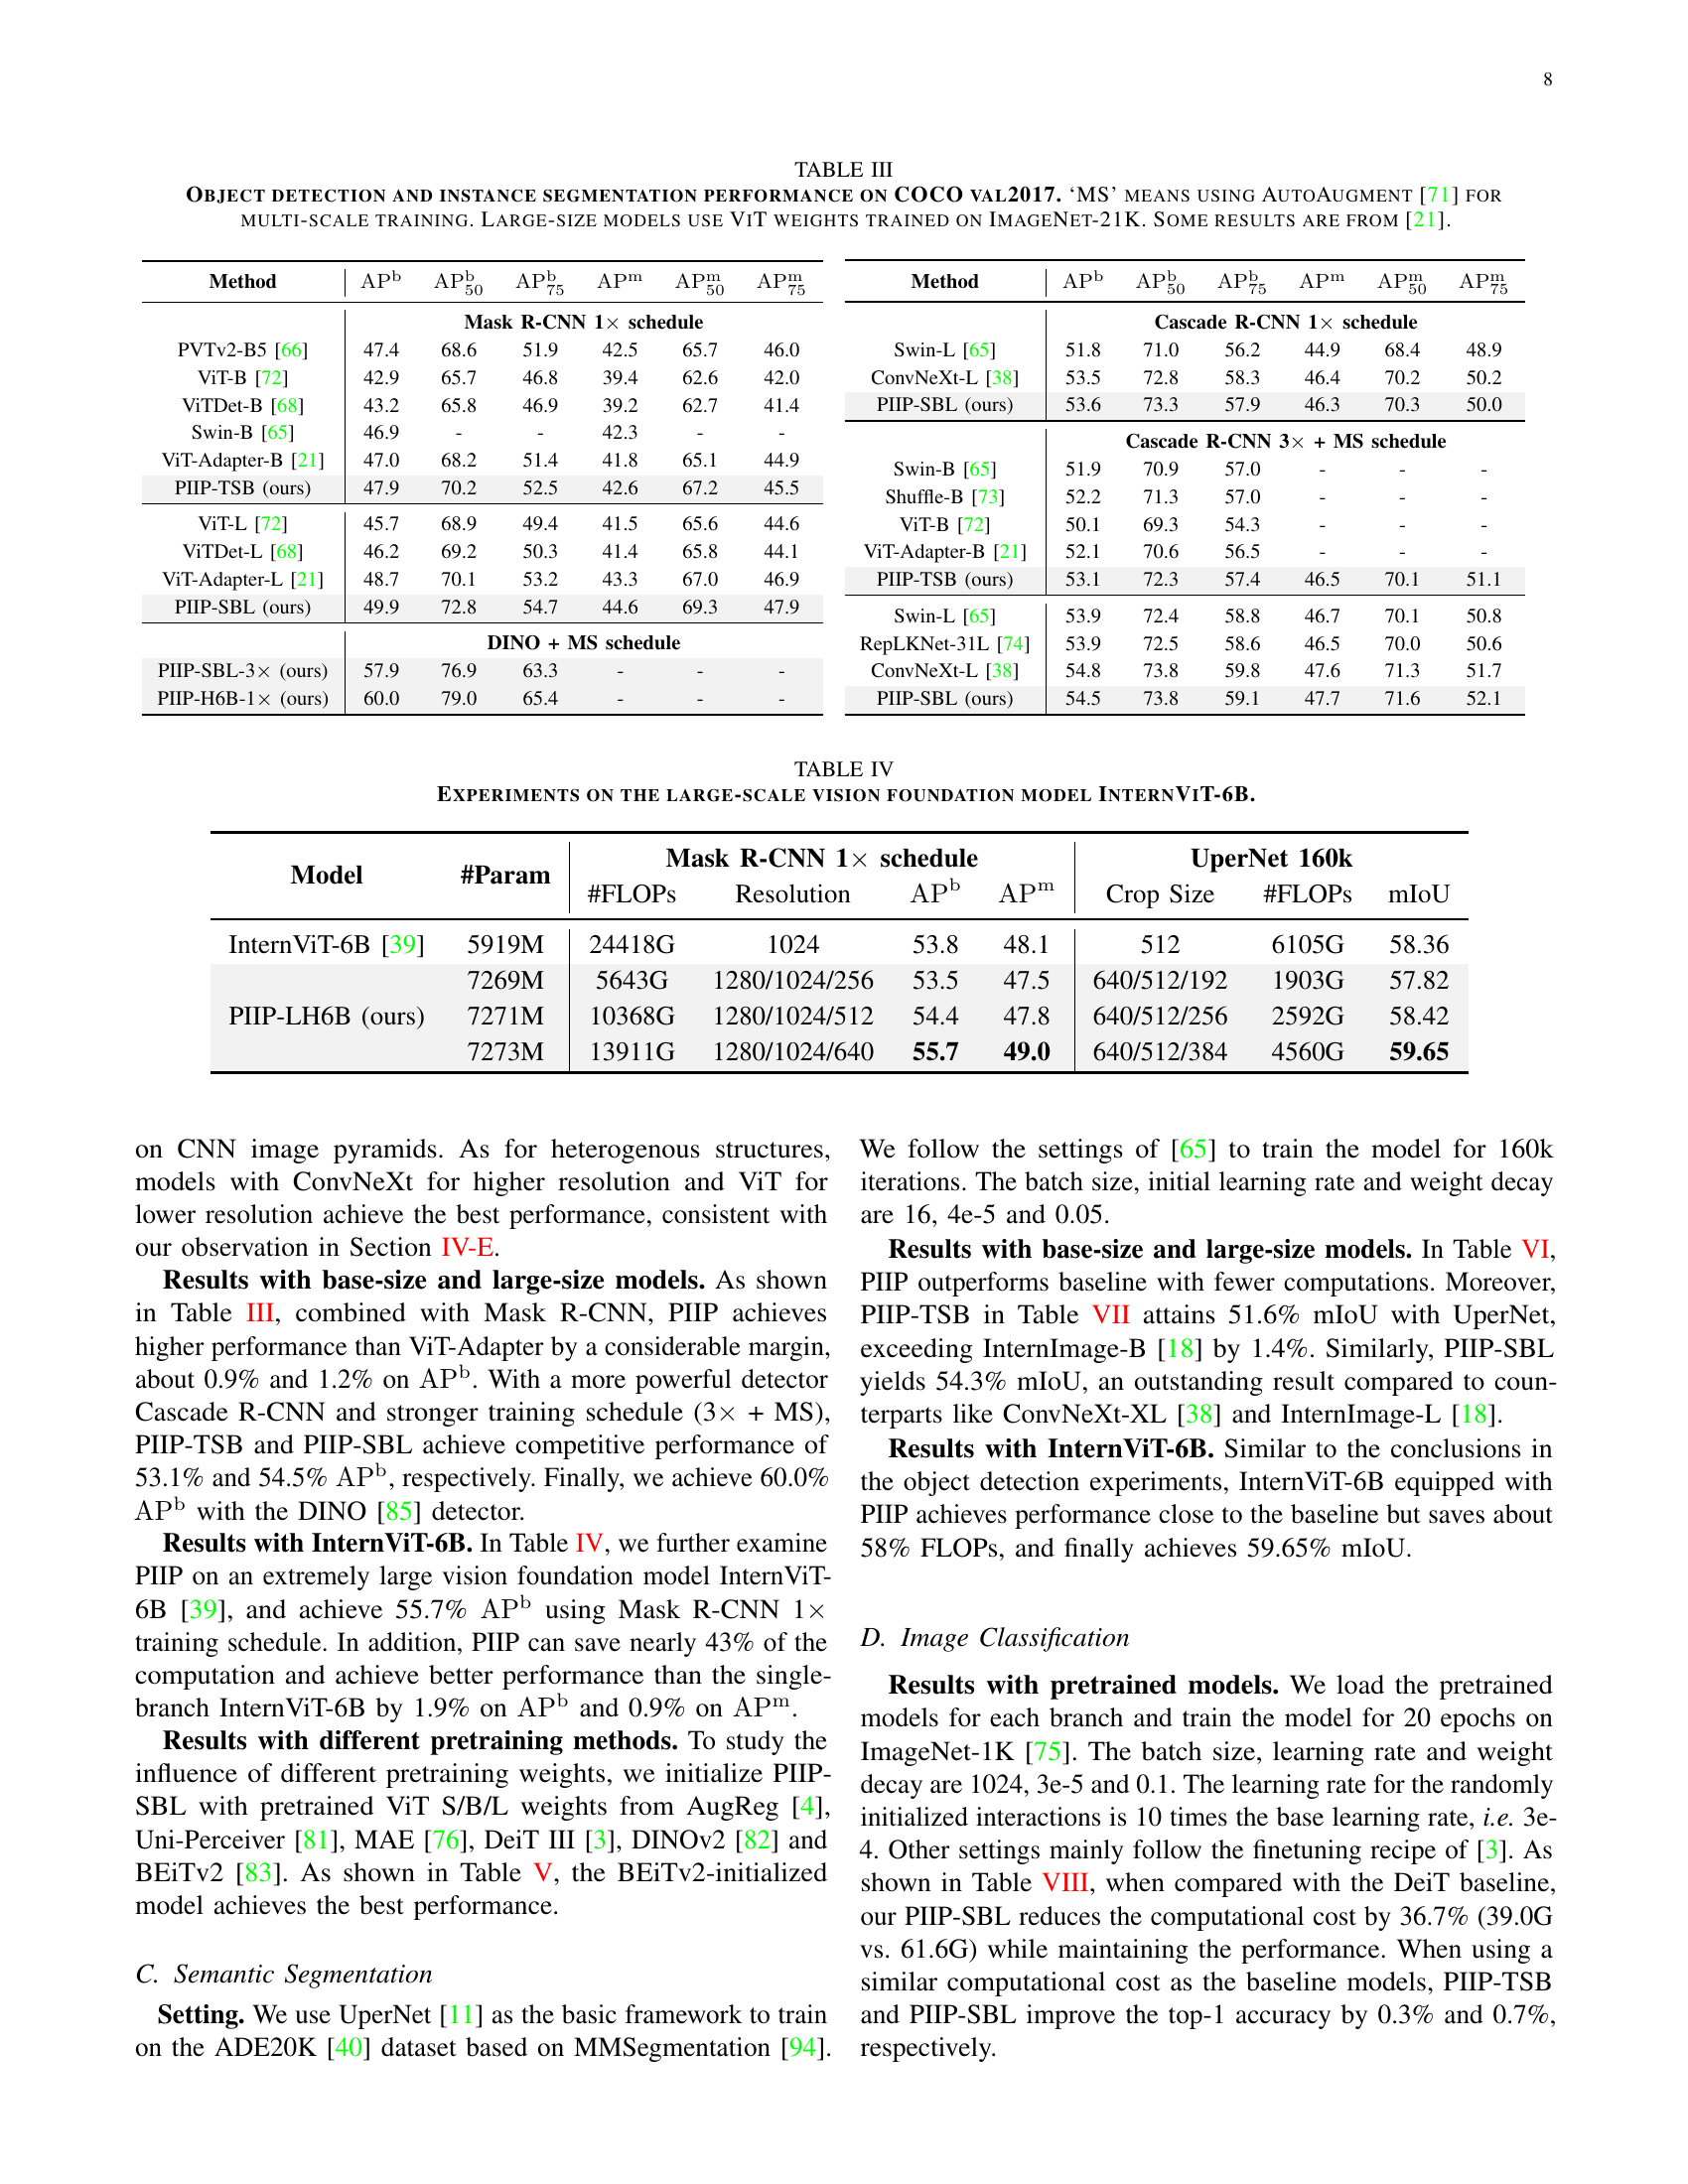 8
TABLE III
OBJECT DETECTION AND INSTANCE SEGMENTATION PERFORMANCE ON COCO VAL2017. ‘MS’ MEANS USING AUTOAUGMENT [71] FOR
MULTI-SCALE TRAINING. LARGE-SIZE MODELS USE VIT WEIGHTS TRAINED ON IMAGENET-21K. SOME RESULTS ARE FROM [21].
Method AP^b AP^b_50 AP^b_75 AP^m AP^m_50 AP^m_75
Mask R-CNN 1× schedule
PVTv2-B5 [66] 47.4 68.6 51.9 42.5 65.7 46.0
ViT-B [72] 42.9 65.7 46.8 39.4 62.6 42.0
ViTDet-B [68] 43.2 65.8 46.9 39.2 62.7 41.4
Swin-B [65] 46.9 - - 42.3 - -
ViT-Adapter-B [21] 47.0 68.2 51.4 41.8 65.1 44.9
PIIP-TSB (ours) 47.9 70.2 52.5 42.6 67.2 45.5
ViT-L [72] 45.7 68.9 49.4 41.5 65.6 44.6
ViTDet-L [68] 46.2 69.2 50.3 41.4 65.8 44.1
ViT-Adapter-L [21] 48.7 70.1 53.2 43.3 67.0 46.9
PIIP-SBL (ours) 49.9 72.8 54.7 44.6 69.3 47.9
DINO + MS schedule
PIIP-SBL-3× (ours) 57.9 76.9 63.3 - - -
PIIP-H6B-1× (ours) 60.0 79.0 65.4 - - -
Method AP^b AP^b_50 AP^b_75 AP^m AP^m_50 AP^m_75
Cascade R-CNN 1× schedule
Swin-L [65] 51.8 71.0 56.2 44.9 68.4 48.9
ConvNeXt-L [38] 53.5 72.8 58.3 46.4 70.2 50.2
PIIP-SBL (ours) 53.6 73.3 57.9 46.3 70.3 50.0
Cascade R-CNN 3× + MS schedule
Swin-B [65] 51.9 70.9 57.0 - - -
Shuffle-B [73] 52.2 71.3 57.0 - - -
ViT-B [72] 50.1 69.3 54.3 - - -
ViT-Adapter-B [21] 52.1 70.6 56.5 - - -
PIIP-TSB (ours) 53.1 72.3 57.4 46.5 70.1 51.1
Swin-L [65] 53.9 72.4 58.8 46.7 70.1 50.8
RepLKNet-31L [74] 53.9 72.5 58.6 46.5 70.0 50.6
ConvNeXt-L [38] 54.8 73.8 59.8 47.6 71.3 51.7
PIIP-SBL (ours) 54.5 73.8 59.1 47.7 71.6 52.1
TABLE IV
EXPERIMENTS ON THE LARGE-SCALE VISION FOUNDATION MODEL INTERNVIT-6B.
Model #Param Mask R-CNN 1× schedule UperNet 160k
#FLOPs Resolution AP^b AP^m Crop Size #FLOPs mIoU
InternViT-6B [39] 5919M 24418G 1024 53.8 48.1 512 6105G 58.36
7269M 5643G 1280/1024/256 53.5 47.5 640/512/192 1903G 57.82
PIIP-LH6B (ours) 7271M 10368G 1280/1024/512 54.4 47.8 640/512/256 2592G 58.42
7273M 13911G 1280/1024/640 55.7 49.0 640/512/384 4560G 59.65
on CNN image pyramids. As for heterogenous structures,
models with ConvNeXt for higher resolution and ViT for
lower resolution achieve the best performance, consistent with
our observation in Section IV-E.
Results with base-size and large-size models. As shown
in Table III, combined with Mask R-CNN, PIIP achieves
higher performance than ViT-Adapter by a considerable margin,
about 0.9% and 1.2% on AP^b. With a more powerful detector
Cascade R-CNN and stronger training schedule (3× + MS),
PIIP-TSB and PIIP-SBL achieve competitive performance of
53.1% and 54.5% AP^b, respectively. Finally, we achieve 60.0%
AP^b with the DINO [85] detector.
Results with InternViT-6B. In Table IV, we further examine
PIIP on an extremely large vision foundation model InternViT-
6B [39], and achieve 55.7% AP^b using Mask R-CNN 1×
training schedule. In addition, PIIP can save nearly 43% of the
computation and achieve better performance than the single-
branch InternViT-6B by 1.9% on AP^b and 0.9% on AP^m.
Results with different pretraining methods. To study the
influence of different pretraining weights, we initialize PIIP-
SBL with pretrained ViT S/B/L weights from AugReg [4],
Uni-Perceiver [81], MAE [76], DeiT III [3], DINOv2 [82] and
BEiTv2 [83]. As shown in Table V, the BEiTv2-initialized
model achieves the best performance.
C. Semantic Segmentation
Setting. We use UperNet [11] as the basic framework to train
on the ADE20K [40] dataset based on MMSegmentation [94].
We follow the settings of [65] to train the model for 160k
iterations. The batch size, initial learning rate and weight decay
are 16, 4e-5 and 0.05.
Results with base-size and large-size models. In Table VI,
PIIP outperforms baseline with fewer computations. Moreover,
PIIP-TSB in Table VII attains 51.6% mIoU with UperNet,
exceeding InternImage-B [18] by 1.4%. Similarly, PIIP-SBL
yields 54.3% mIoU, an outstanding result compared to coun-
terparts like ConvNeXt-XL [38] and InternImage-L [18].
Results with InternViT-6B. Similar to the conclusions in
the object detection experiments, InternViT-6B equipped with
PIIP achieves performance close to the baseline but saves about
58% FLOPs, and finally achieves 59.65% mIoU.
D. Image Classification
Results with pretrained models. We load the pretrained
models for each branch and train the model for 20 epochs on
ImageNet-1K [75]. The batch size, learning rate and weight
decay are 1024, 3e-5 and 0.1. The learning rate for the randomly
initialized interactions is 10 times the base learning rate, i.e. 3e-
4. Other settings mainly follow the finetuning recipe of [3]. As
shown in Table VIII, when compared with the DeiT baseline,
our PIIP-SBL reduces the computational cost by 36.7% (39.0G
vs. 61.6G) while maintaining the performance. When using a
similar computational cost as the baseline models, PIIP-TSB
and PIIP-SBL improve the top-1 accuracy by 0.3% and 0.7%,
respectively.